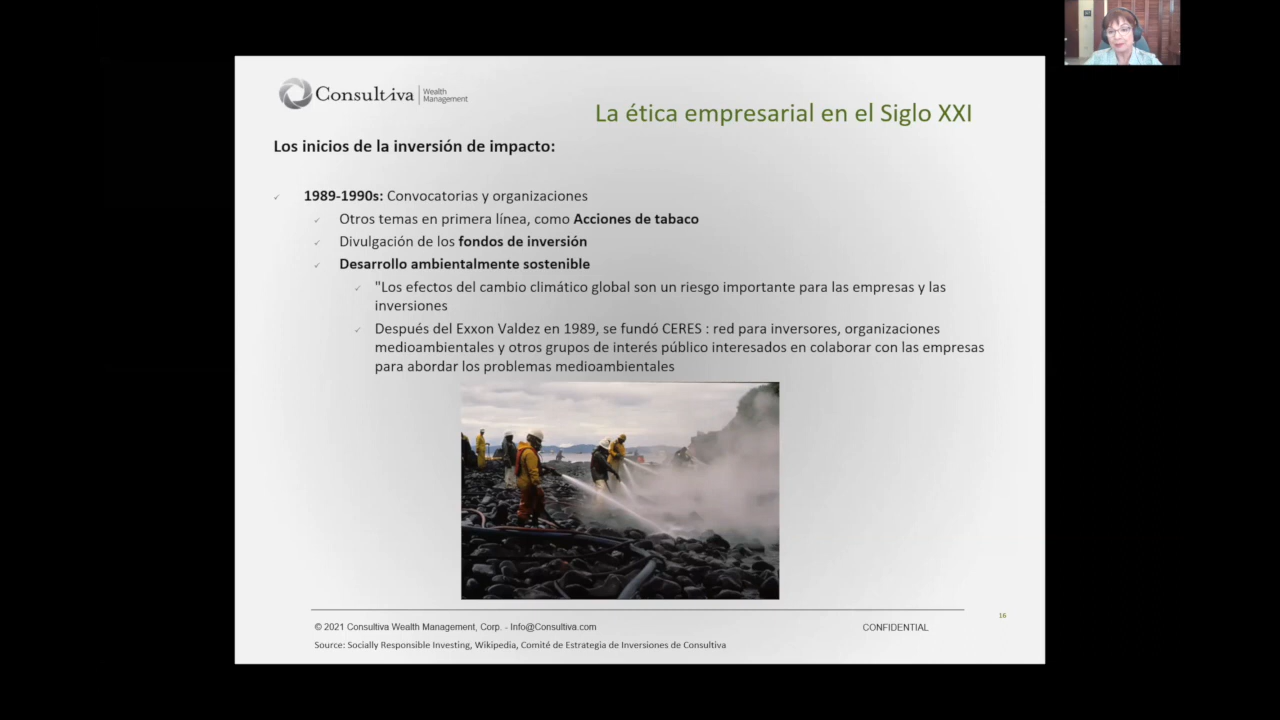 Consultiva Wealth
Management
La ética empresarial en el Siglo XXI
Los inicios de la inversión de impacto:
1989-1990s: Convocatorias y organizaciones
Otros temas en primera línea, como Acciones de tabaco
Divulgación de los fondos de inversión
Desarrollo ambientalmente sostenible
"Los efectos del cambio climático global son un riesgo importante para las empresas y las
inversiones
Después del Exxon Valdez en 1989, se fundó CERES : red para inversores, organizaciones
medioambientales y otros grupos de interés público interesados en colaborar con las empresas
para abordar los problemas medioambientales
16
© 2021 Consultiva Wealth Management, Corp. - Info@Consultiva.com CONFIDENTIAL
Source: Socially Responsible Investing, Wikipedia, Comité de Estrategia de Inversiones de Consultiva